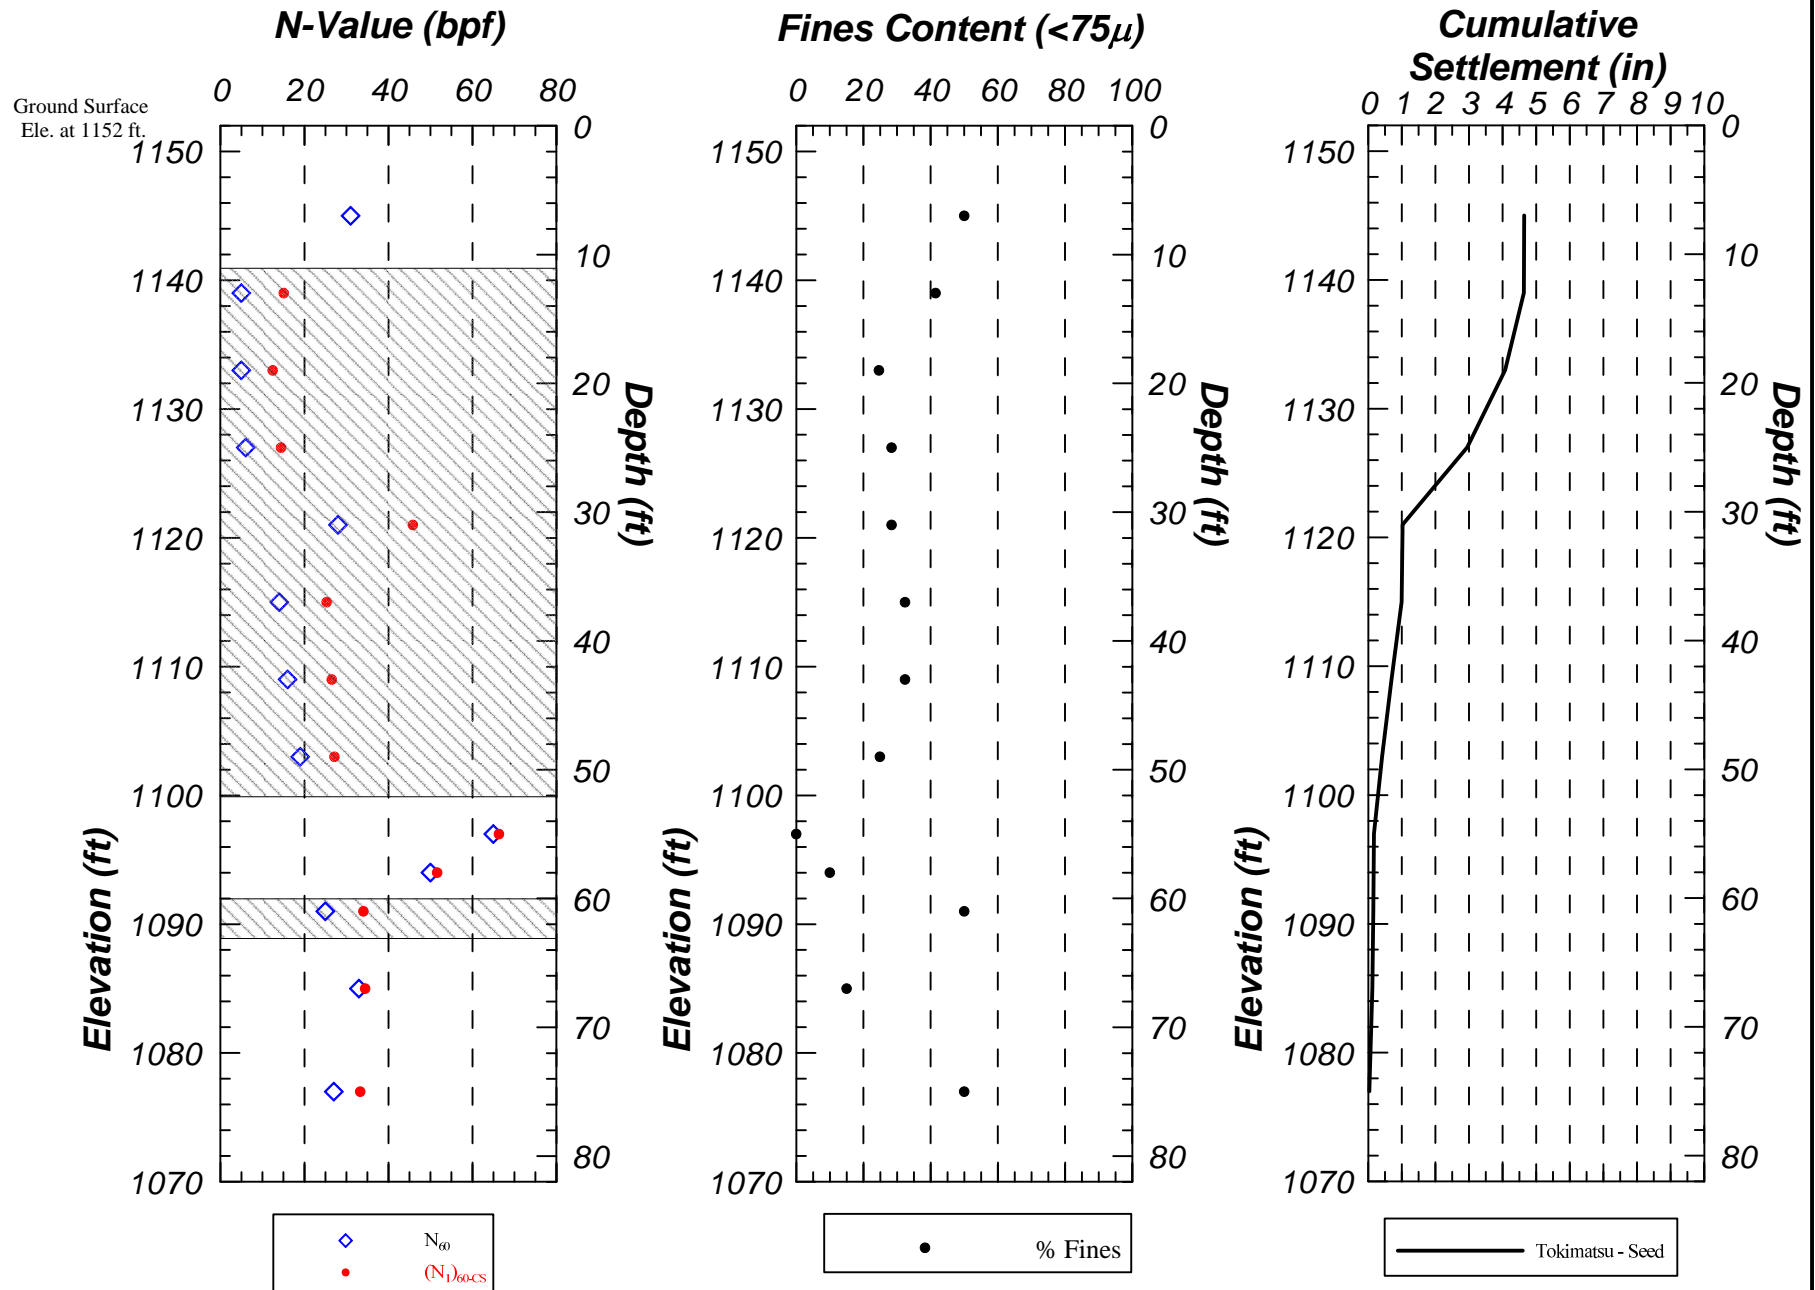 N-Value (bpf)
Fines Content (<75μ)
Cumulative
Settlement (in)
0 20 40 60 80
0 20 40 60 80 100
0 1 2 3 4 5 6 7 8 9 10
Ground Surface
Ele. at 1152 ft.
1150
1140
1130
1120
1110
1100
1090
1080
1070
Elevation (ft)
0
10
20
30
40
50
60
70
80
Depth (ft)
1150
1140
1130
1120
1110
1100
1090
1080
1070
Elevation (ft)
0
10
20
30
40
50
60
70
80
Depth (ft)
1150
1140
1130
1120
1110
1100
1090
1080
1070
Elevation (ft)
0
10
20
30
40
50
60
70
80
Depth (ft)
N60
(N1)60-CS
% Fines
Tokimatsu - Seed